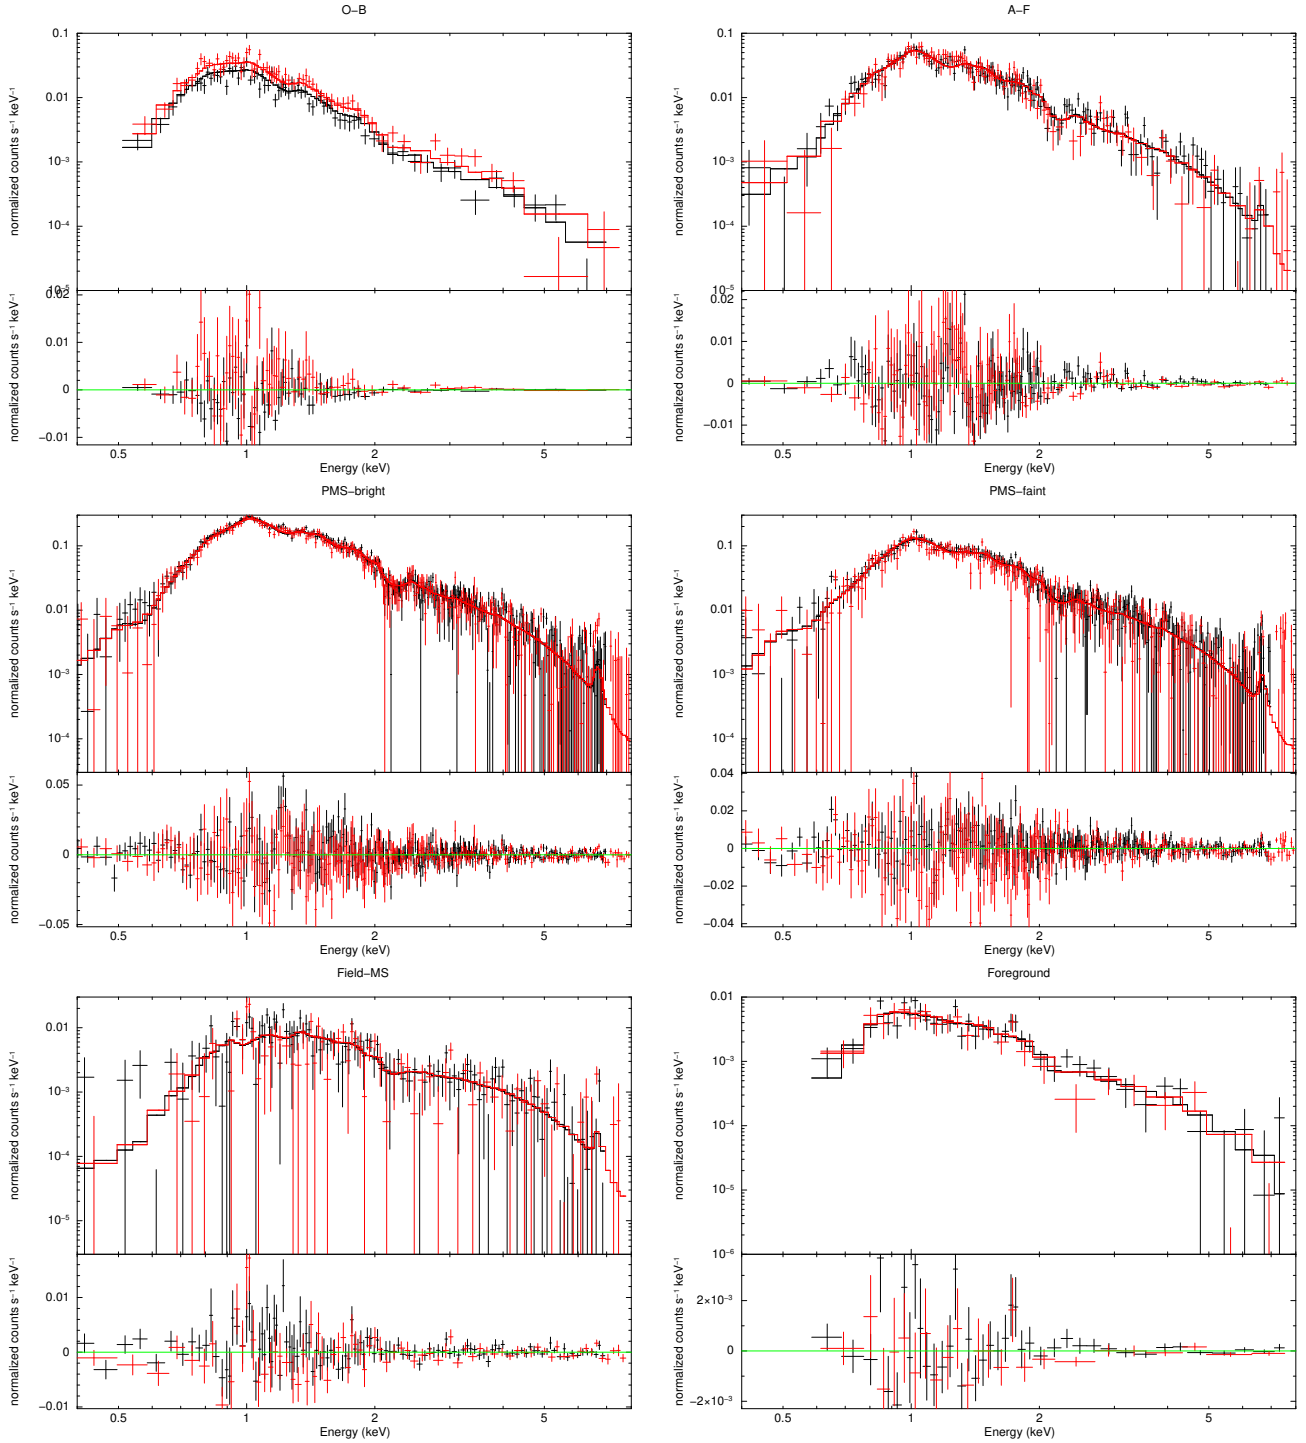 O−B
normalized counts s⁻¹ keV⁻¹
0.1
0.01
10⁻³
10⁻⁴
10⁻⁵
normalized counts s⁻¹ keV⁻¹
0.02
0.01
0
−0.01
0.5 1 2 5
Energy (keV)
A−F
normalized counts s⁻¹ keV⁻¹
0.1
0.01
10⁻³
10⁻⁴
10⁻⁵
normalized counts s⁻¹ keV⁻¹
0.02
0.01
0
−0.01
0.5 1 2 5
Energy (keV)
PMS−bright
normalized counts s⁻¹ keV⁻¹
0.1
0.01
10⁻³
10⁻⁴
normalized counts s⁻¹ keV⁻¹
0.05
0
−0.05
0.5 1 2 5
Energy (keV)
PMS−faint
normalized counts s⁻¹ keV⁻¹
0.1
0.01
10⁻³
10⁻⁴
normalized counts s⁻¹ keV⁻¹
0.04
0.02
0
−0.02
−0.04
0.5 1 2 5
Energy (keV)
Field−MS
normalized counts s⁻¹ keV⁻¹
0.01
10⁻³
10⁻⁴
10⁻⁵
normalized counts s⁻¹ keV⁻¹
0.01
0
−0.01
0.5 1 2 5
Energy (keV)
Foreground
normalized counts s⁻¹ keV⁻¹
0.01
10⁻³
10⁻⁴
10⁻⁵
10⁻⁶
normalized counts s⁻¹ keV⁻¹
2×10⁻³
0
−2×10⁻³
0.5 1 2 5
Energy (keV)